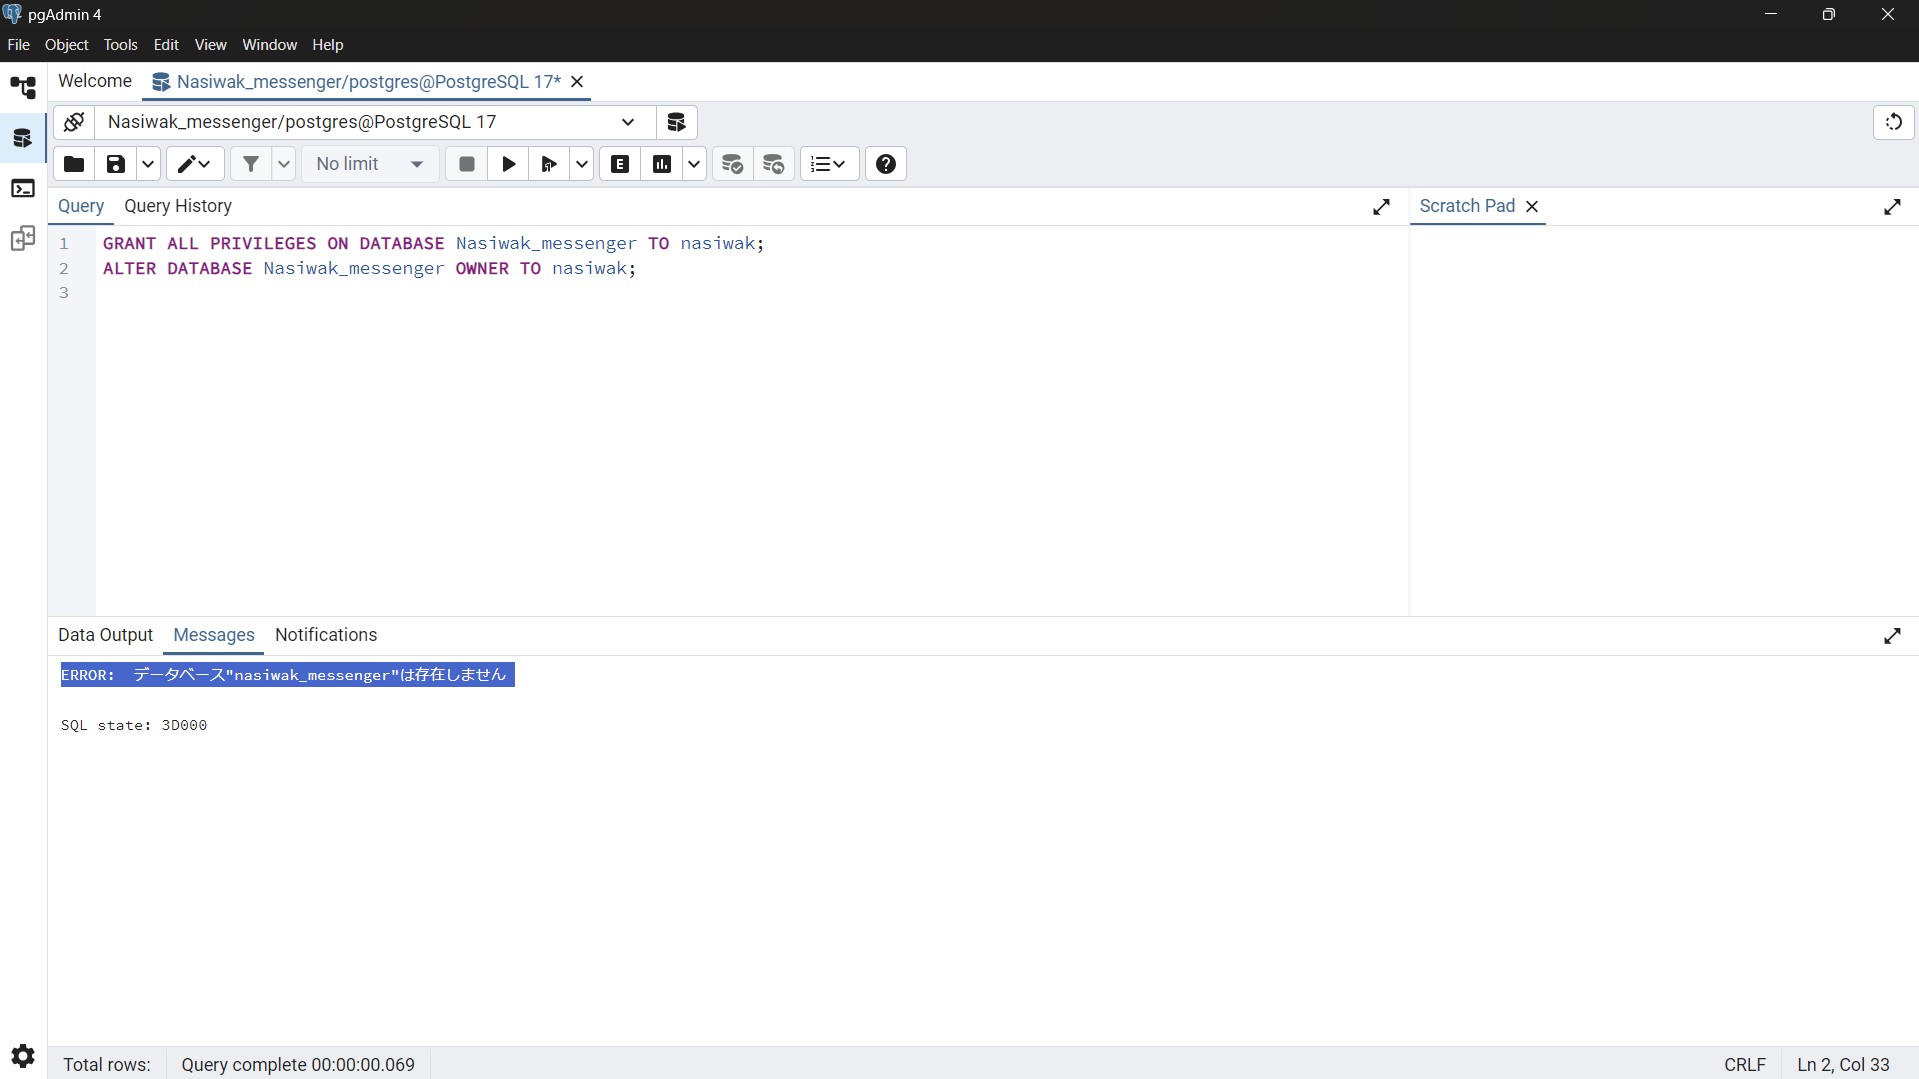 pgAdmin 4
File Object Tools Edit View Window Help
Welcome Nasiwak_messenger/postgres@PostgreSQL 17*
Nasiwak_messenger/postgres@PostgreSQL 17
No limit
E
Query Query History
Scratch Pad
1 GRANT ALL PRIVILEGES ON DATABASE Nasiwak_messenger TO nasiwak;
2 ALTER DATABASE Nasiwak_messenger OWNER TO nasiwak;
3
Data Output Messages Notifications
ERROR: データベース"nasiwak_messenger"は存在しません
SQL state: 3D000
Total rows: Query complete 00:00:00.069 CRLF Ln 2, Col 33